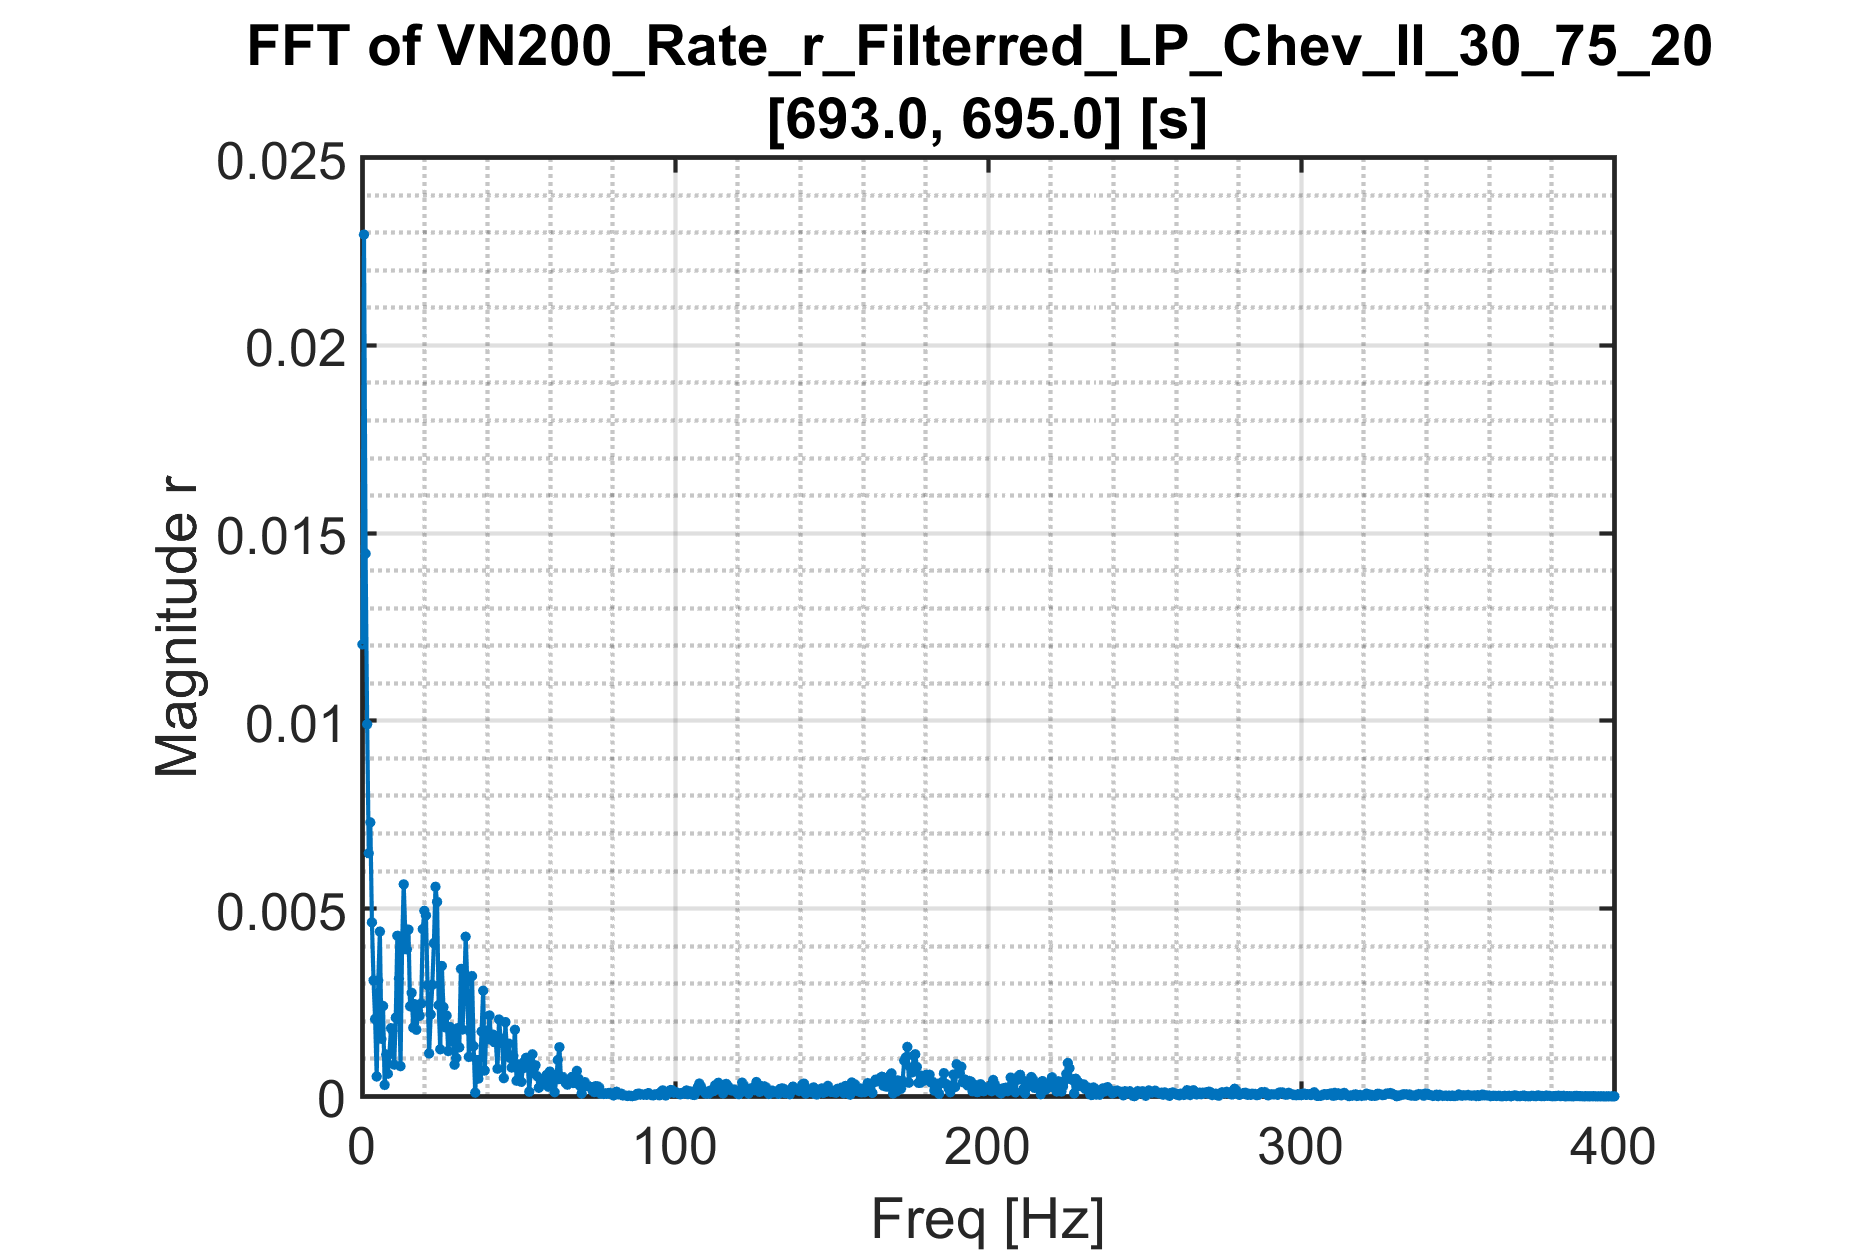 FFT of VN200_Rate_r_Filterred_LP_Chev_II_30_75_20
[693.0, 695.0] [s]
0.025
0.02
0.015
0.01
0.005
0
Magnitude r
0 100 200 300 400
Freq [Hz]